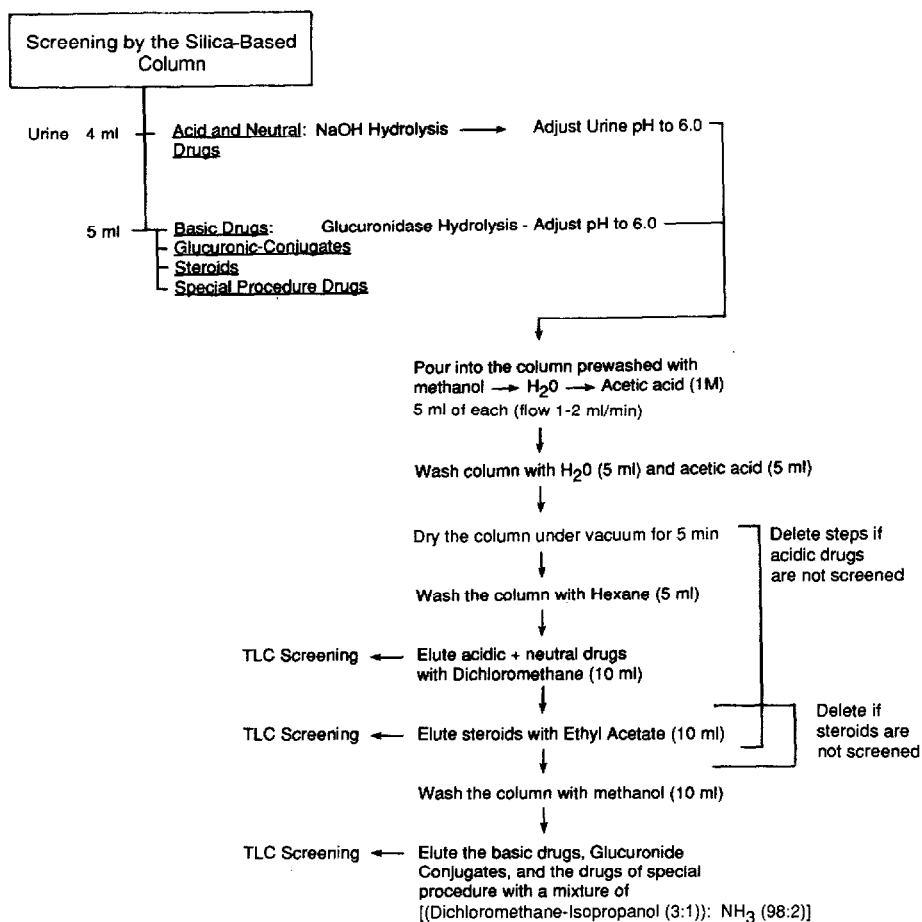 Screening by the Silica-Based
Column
Urine 4 ml Acid and Neutral: NaOH Hydrolysis → Adjust Urine pH to 6.0
Drugs
5 ml Basic Drugs: Glucuronidase Hydrolysis - Adjust pH to 6.0
Glucuronic-Conjugates
Steroids
Special Procedure Drugs
Pour into the column prewashed with
methanol → H20 → Acetic acid (1M)
5 ml of each (flow 1-2 ml/min)
Wash column with H20 (5 ml) and acetic acid (5 ml)
Dry the column under vacuum for 5 min
Delete steps if
acidic drugs
are not screened
Wash the column with Hexane (5 ml)
TLC Screening ← Elute acidic + neutral drugs
with Dichloromethane (10 ml)
TLC Screening ← Elute steroids with Ethyl Acetate (10 ml)
Delete if
steroids are
not screened
Wash the column with methanol (10 ml)
TLC Screening ← Elute the basic drugs, Glucuronide
Conjugates, and the drugs of special
procedure with a mixture of
[(Dichloromethane-Isopropanol (3:1)): NH3 (98:2)]